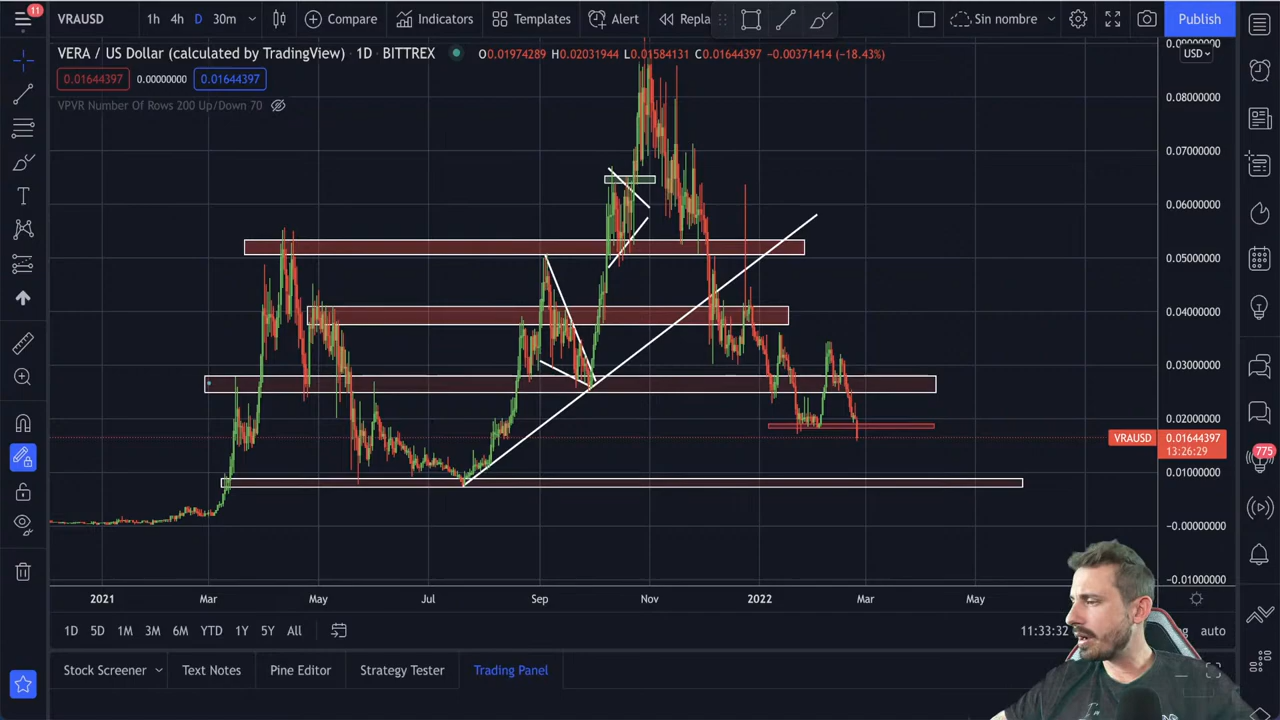 11
VRAUSD
1h 4h D 30m
Compare
Indicators
Templates
Alert
Repla
Sin nombre
Publish
VERA / US Dollar (calculated by TradingView) · 1D · BITTREX
O0.01974289 H0.02031944 L0.01584131 C0.01644397 −0.00371414 (−18.43%)
USD
0.01644397 0.00000000 0.01644397
VPVR Number Of Rows 200 Up/Down 70
0.08000000
0.07000000
0.06000000
0.05000000
0.04000000
0.03000000
0.02000000
VRAUSD 0.01644397
13:26:29
775
0.01000000
−0.00000000
−0.01000000
2021 Mar May Jul Sep Nov 2022 Mar May
1D 5D 1M 3M 6M YTD 1Y 5Y All
11:33:32
auto
Stock Screener
Text Notes
Pine Editor
Strategy Tester
Trading Panel